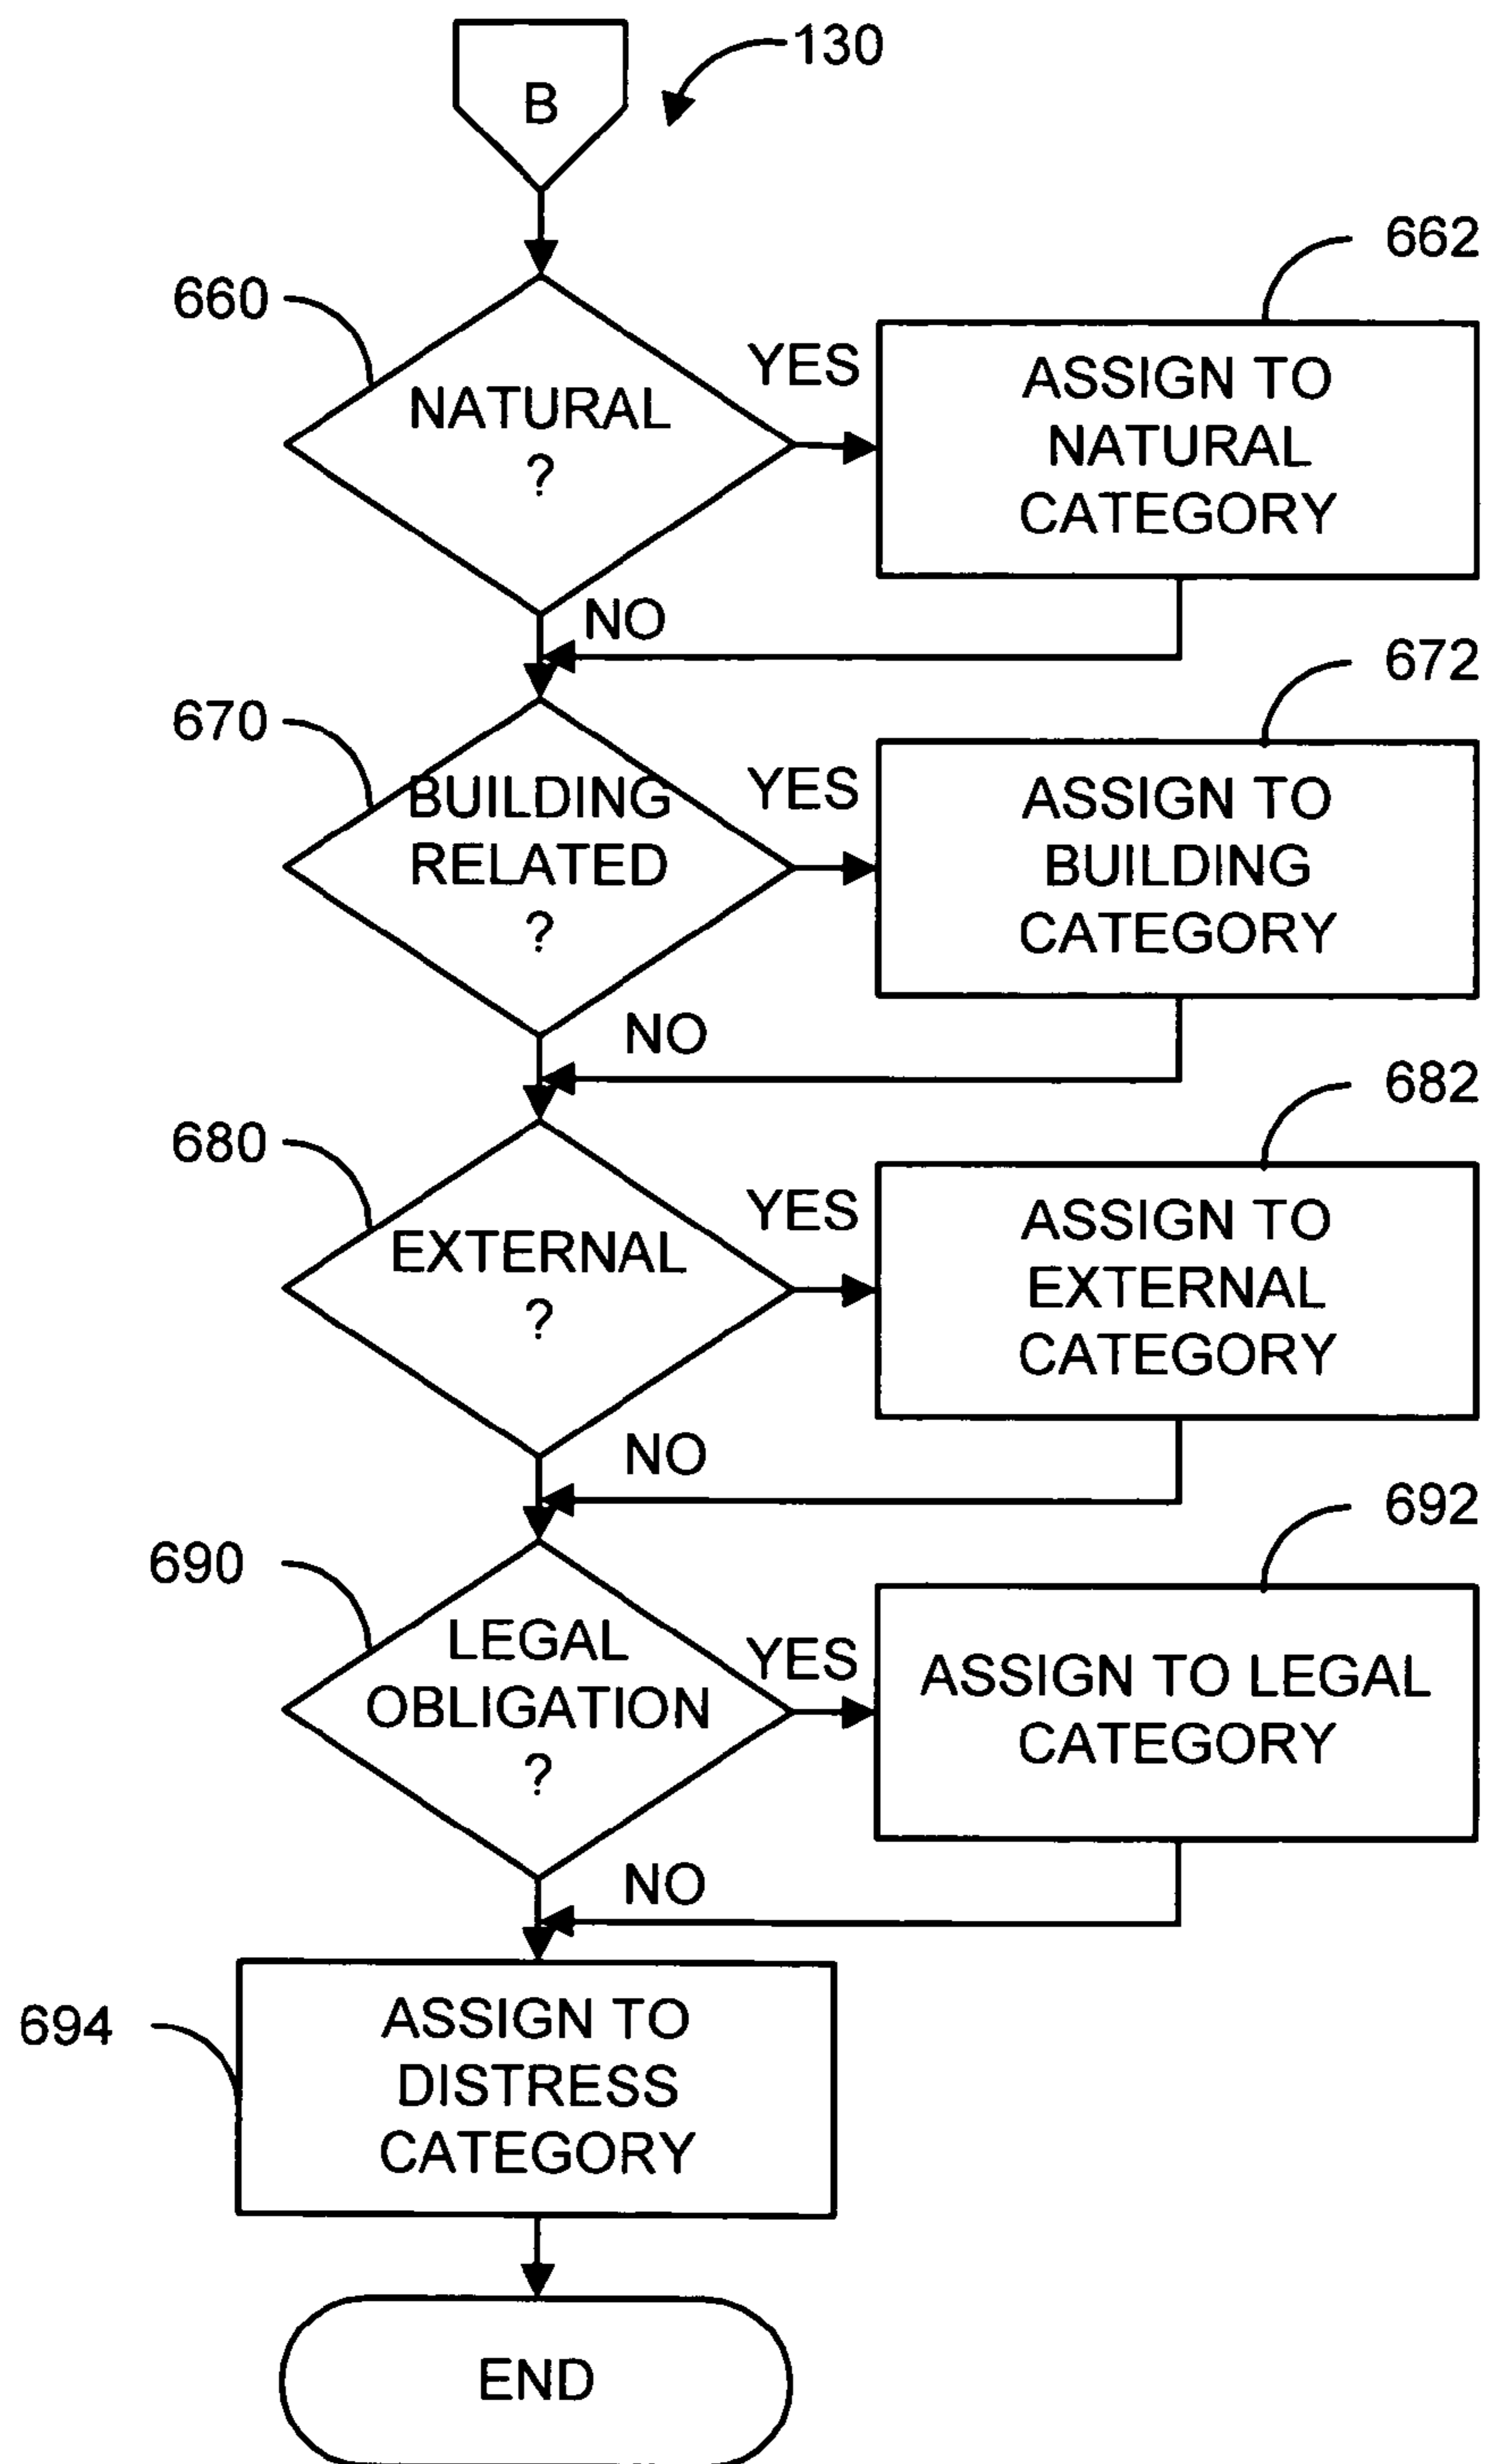 B
130
660
NATURAL
?
YES
662
ASSIGN TO
NATURAL
CATEGORY
NO
670
BUILDING
RELATED
?
YES
672
ASSIGN TO
BUILDING
CATEGORY
NO
680
EXTERNAL
?
YES
682
ASSIGN TO
EXTERNAL
CATEGORY
NO
690
LEGAL
OBLIGATION
?
YES
692
ASSIGN TO LEGAL
CATEGORY
NO
694
ASSIGN TO
DISTRESS
CATEGORY
END